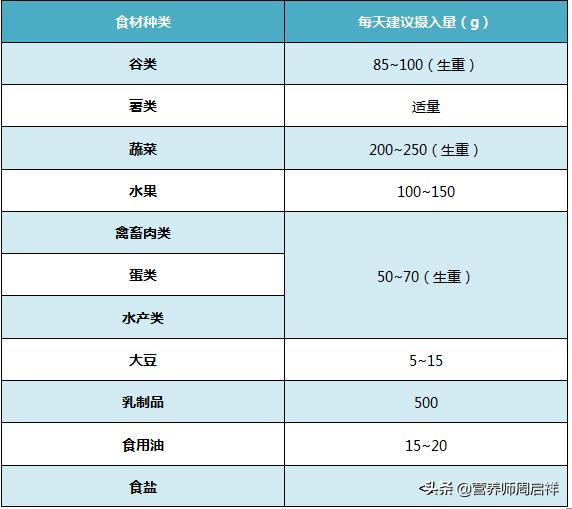 食材种类 每天建议摄入量（g）
谷类 85~100（生重）
薯类 适量
蔬菜 200~250（生重）
水果 100~150
禽畜肉类
蛋类 50~70（生重）
水产类
大豆 5~15
乳制品 500
食用油 15~20
食盐 <
头条 @营养师周启祥